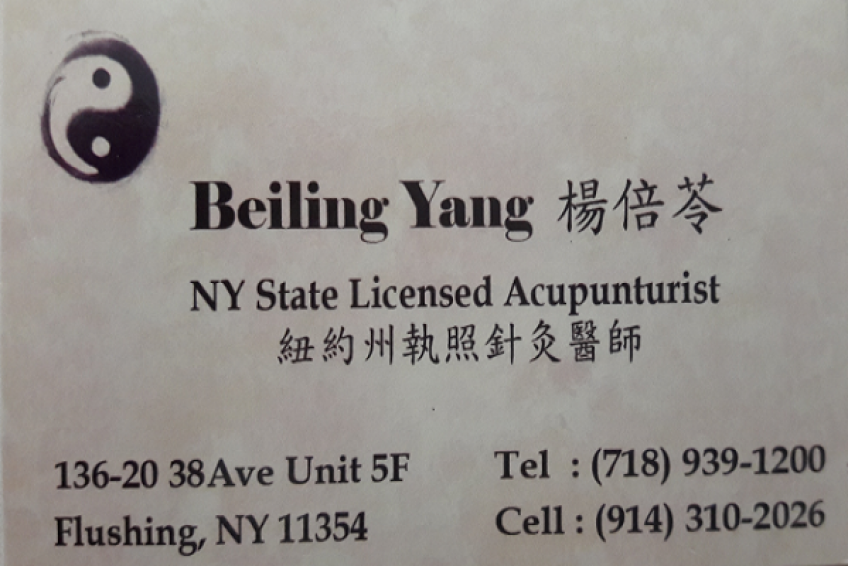 Beiling Yang 楊倍苓
NY State Licensed Acupunturist
紐約州執照針灸醫師
136-20 38Ave Unit 5F
Flushing, NY 11354
Tel : (718) 939-1200
Cell : (914) 310-2026